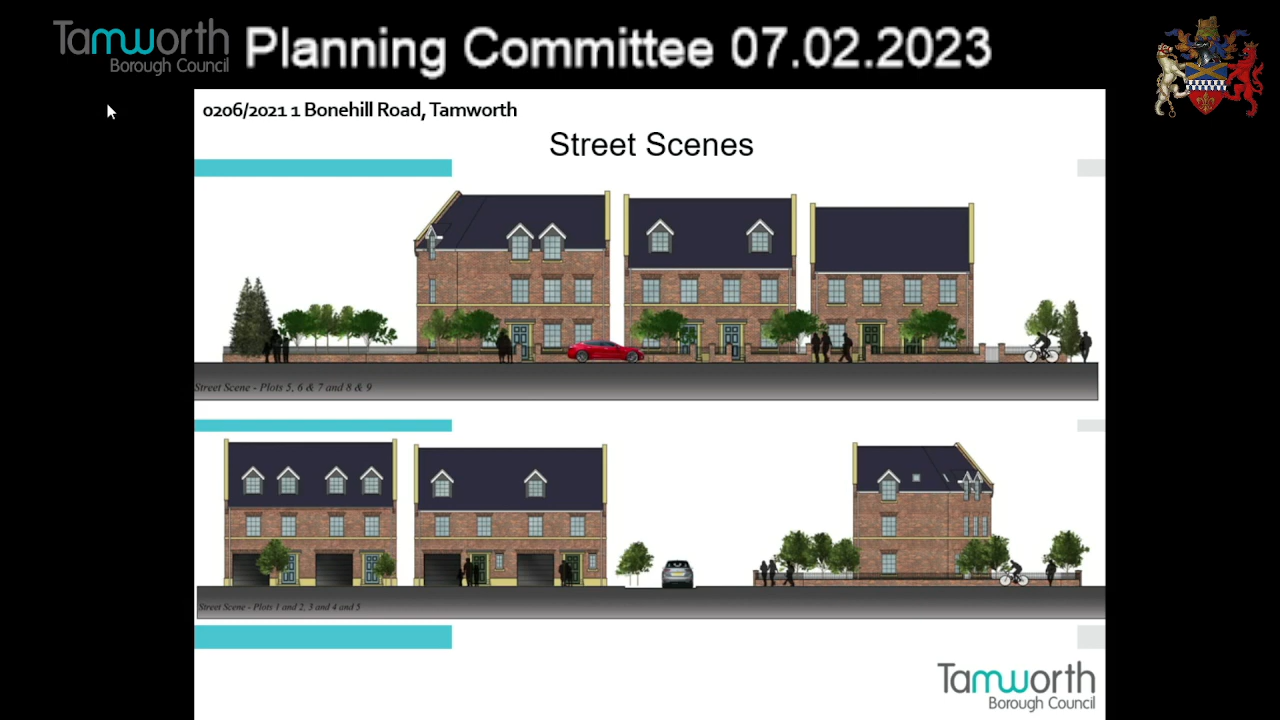 Tamworth
Borough Council
Planning Committee 07.02.2023
0206/2021 1 Bonehill Road, Tamworth
Street Scenes
Street Scene - Plots 5, 6 & 7 and 8 & 9
Street Scene - Plots 1 and 2, 3 and 4 and 5
Tamworth
Borough Council